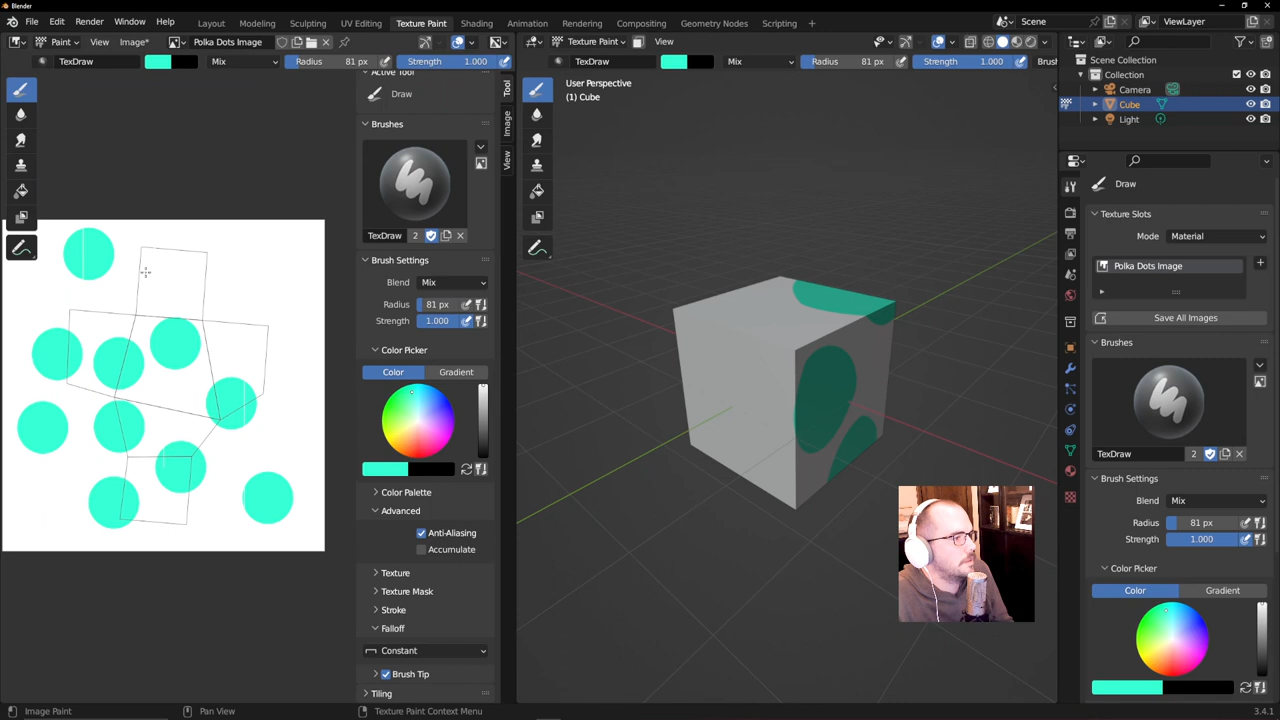 Blender
File Edit Render Window Help Layout Modeling Sculpting UV Editing Texture Paint Shading Animation Rendering Compositing Geometry Nodes Scripting + Scene ViewLayer
Paint View Image* Polka Dots Image
Texture Paint View
TexDraw Mix Radius 81 px Strength 1.000
TexDraw Mix Radius 81 px Strength 1.000 Brush
Active Tool
Draw
Brushes
TexDraw 2
Brush Settings
Blend Mix
Radius 81 px
Strength 1.000
Color Picker
Color Gradient
Color Palette
Advanced
Anti-Aliasing
Accumulate
Texture
Texture Mask
Stroke
Falloff
Constant
Brush Tip
Tiling
Tool
Image
View
User Perspective
(1) Cube
Scene Collection
Collection
Camera
Cube
Light
Draw
Texture Slots
Mode Material
Polka Dots Image
Save All Images
Brushes
TexDraw 2
Brush Settings
Blend Mix
Radius 81 px
Strength 1.000
Color Picker
Color Gradient
Image Paint Pan View Texture Paint Context Menu 3.4.1